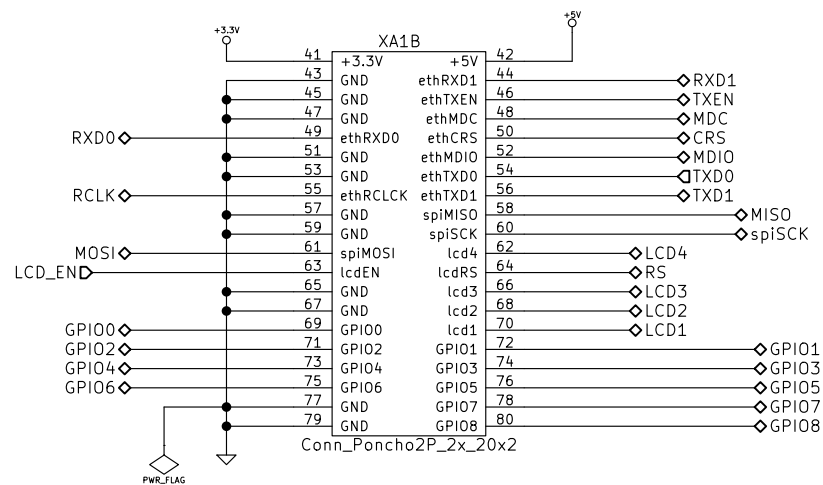 +3.3V
+5V
XA1B
41 +3.3V +5V 42
43 GND ethRXD1 44 RXD1
45 GND ethTXEN 46 TXEN
47 GND ethMDC 48 MDC
RXD0 49 ethRXD0 ethCRS 50 CRS
51 GND ethMDIO 52 MDIO
53 GND ethTXD0 54 TXD0
RCLK 55 ethRCLCK ethTXD1 56 TXD1
57 GND spiMISO 58 MISO
59 GND spiSCK 60 spiSCK
MOSI 61 spiMOSI lcd4 62 LCD4
LCD_EN 63 lcdEN lcdRS 64 RS
65 GND lcd3 66 LCD3
67 GND lcd2 68 LCD2
GPIO0 69 GPIO0 lcd1 70 LCD1
GPIO2 71 GPIO2 GPIO1 72 GPIO1
GPIO4 73 GPIO4 GPIO3 74 GPIO3
GPIO6 75 GPIO6 GPIO5 76 GPIO5
77 GND GPIO7 78 GPIO7
79 GND GPIO8 80 GPIO8
Conn_Poncho2P_2x_20x2
PWR_FLAG